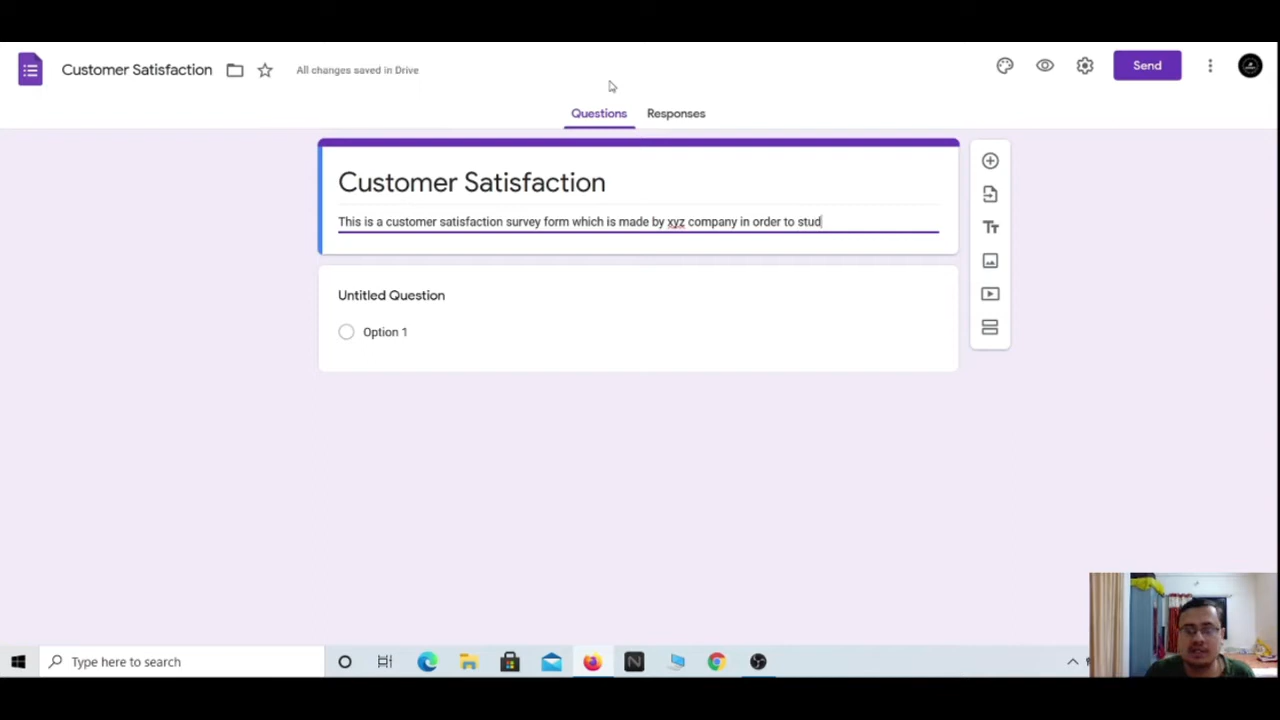 Customer Satisfaction
All changes saved in Drive
Send
Questions
Responses
Customer Satisfaction
This is a customer satisfaction survey form which is made by xyz company in order to stud
Tt
Untitled Question
Option 1
Type here to search
N